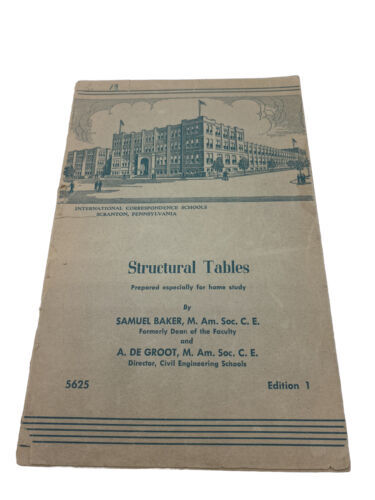 13
INTERNATIONAL CORRESPONDENCE SCHOOLS
SCRANTON, PENNSYLVANIA
Structural Tables
Prepared especially for home study
By
SAMUEL BAKER, M. Am. Soc. C. E.
Formerly Dean of the Faculty
and
A. DE GROOT, M. Am. Soc. C. E.
Director, Civil Engineering Schools
5625 Edition 1